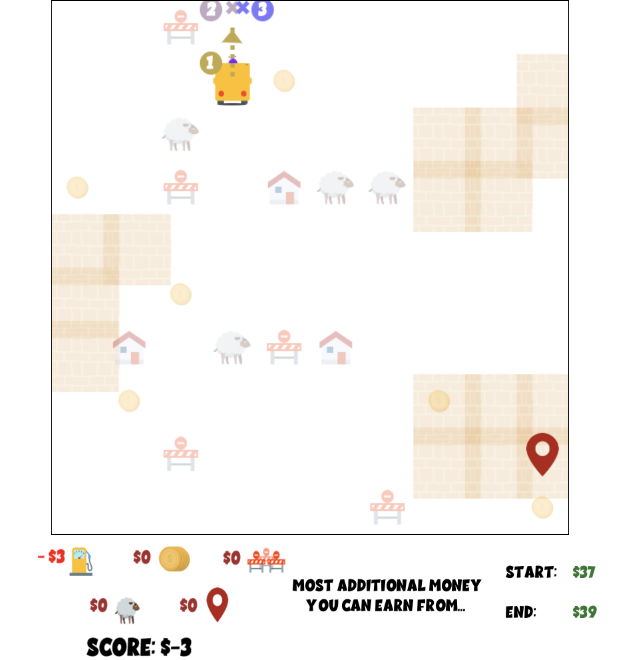 2 3
1
- $3 $0 $0
$0 $0
SCORE: $-3
MOST ADDITIONAL MONEY
YOU CAN EARN FROM...
START: $37
END: $39